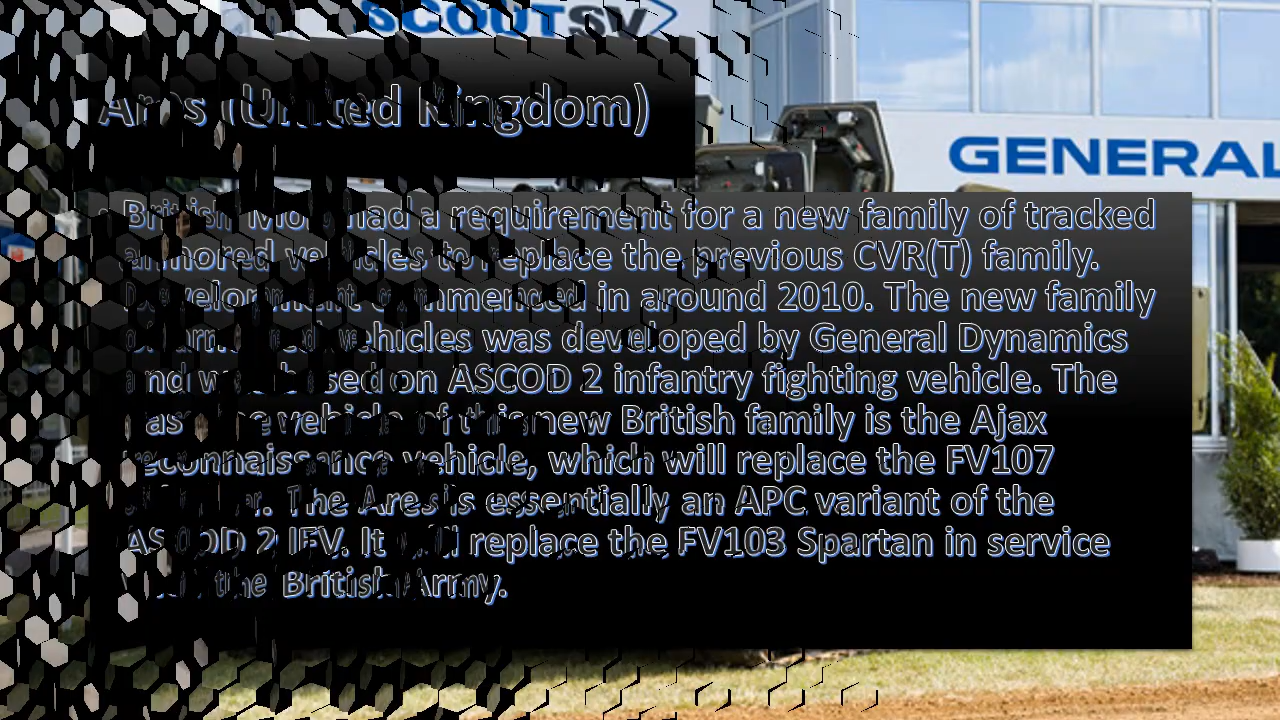 SCOUTSV
Ares (United Kingdom)
GENERAL
British MoD had a requirement for a new family of tracked
armored vehicles to replace the previous CVR(T) family.
Development commenced in around 2010. The new family
of armored vehicles was developed by General Dynamics
and was based on ASCOD 2 infantry fighting vehicle. The
baseline vehicle of this new British family is the Ajax
reconnaissance vehicle, which will replace the FV107
The Ares is essentially an APC variant of the
ASCOD 2 IFV. It will replace the FV103 Spartan in service
the British Army.